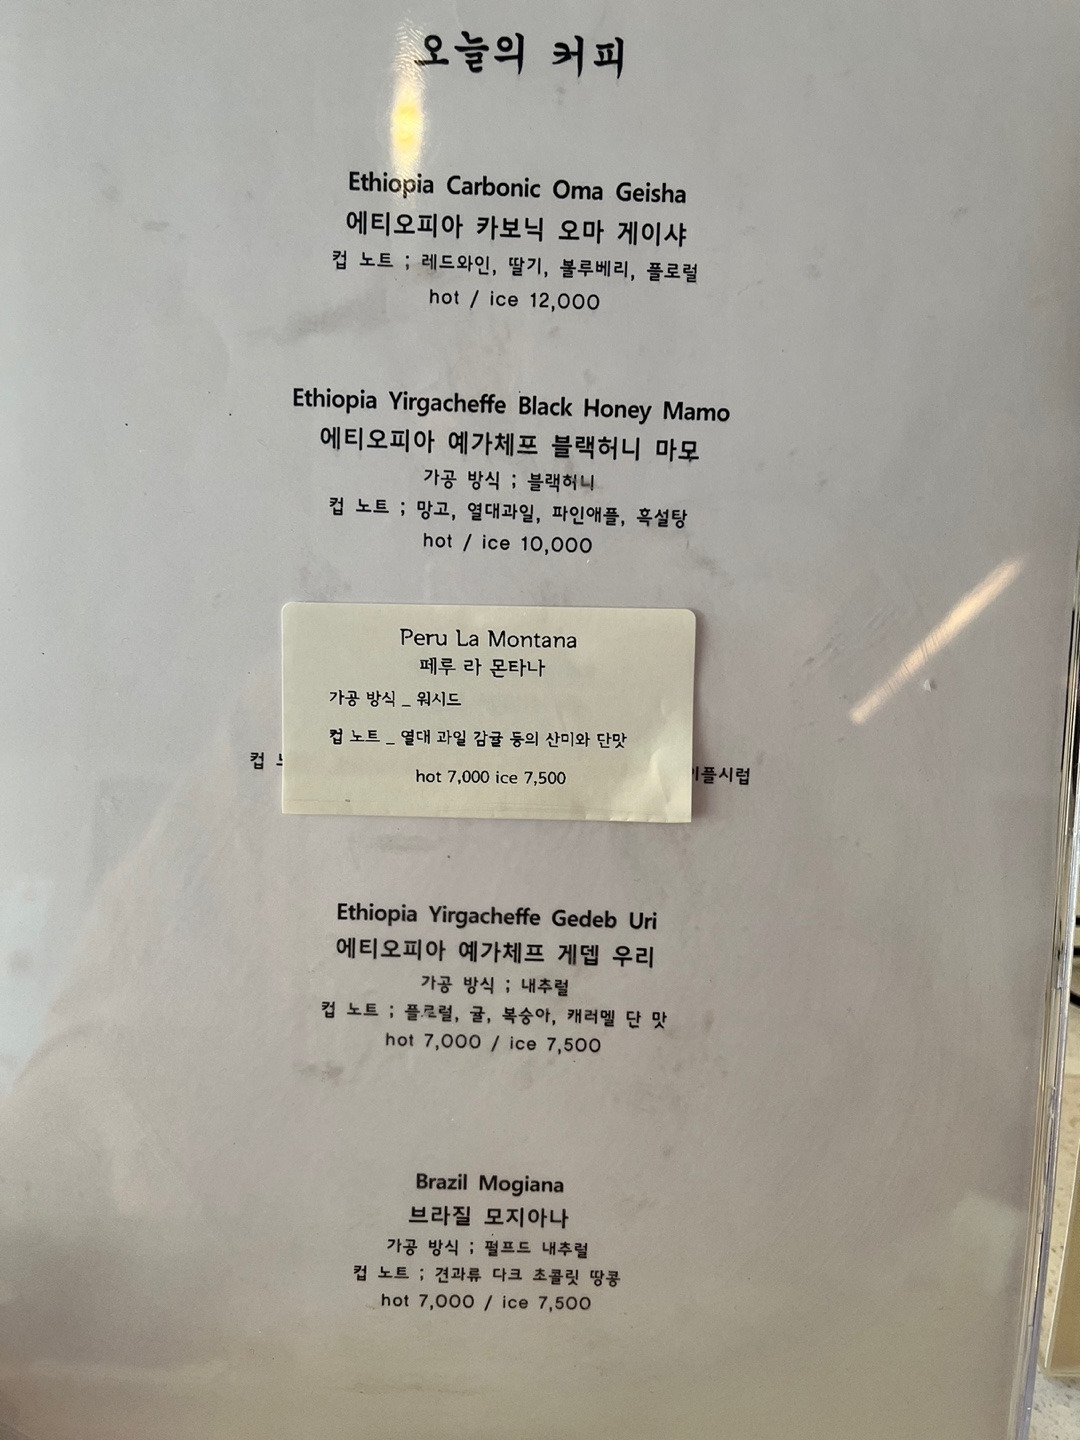 오늘의 커피
Ethiopia Carbonic Oma Geisha
에티오피아 카보닉 오마 게이샤
컵 노트 ; 레드와인, 딸기, 볼루베리, 플로럴
hot / ice 12,000
Ethiopia Yirgacheffe Black Honey Mamo
에티오피아 예가체프 블랙허니 마모
가공 방식 ; 블랙허니
컵 노트 ; 망고, 열대과일, 파인애플, 흑설탕
hot / ice 10,000
Peru La Montana
페루 라 몬타나
가공 방식 _ 워시드
컵 노트 _ 열대 과일 감귤 등의 산미와 단맛
컵
플시럽
hot 7,000 ice 7,500
Ethiopia Yirgacheffe Gedeb Uri
에티오피아 예가체프 게뎁 우리
가공 방식 ; 내추럴
컵 노트 ; 플로럴, 귤, 복숭아, 캐러멜 단 맛
hot 7,000 / ice 7,500
Brazil Mogiana
브라질 모지아나
가공 방식 ; 펄프드 내추럴
컵 노트 ; 견과류 다크 초콜릿 땅콩
hot 7,000 / ice 7,500